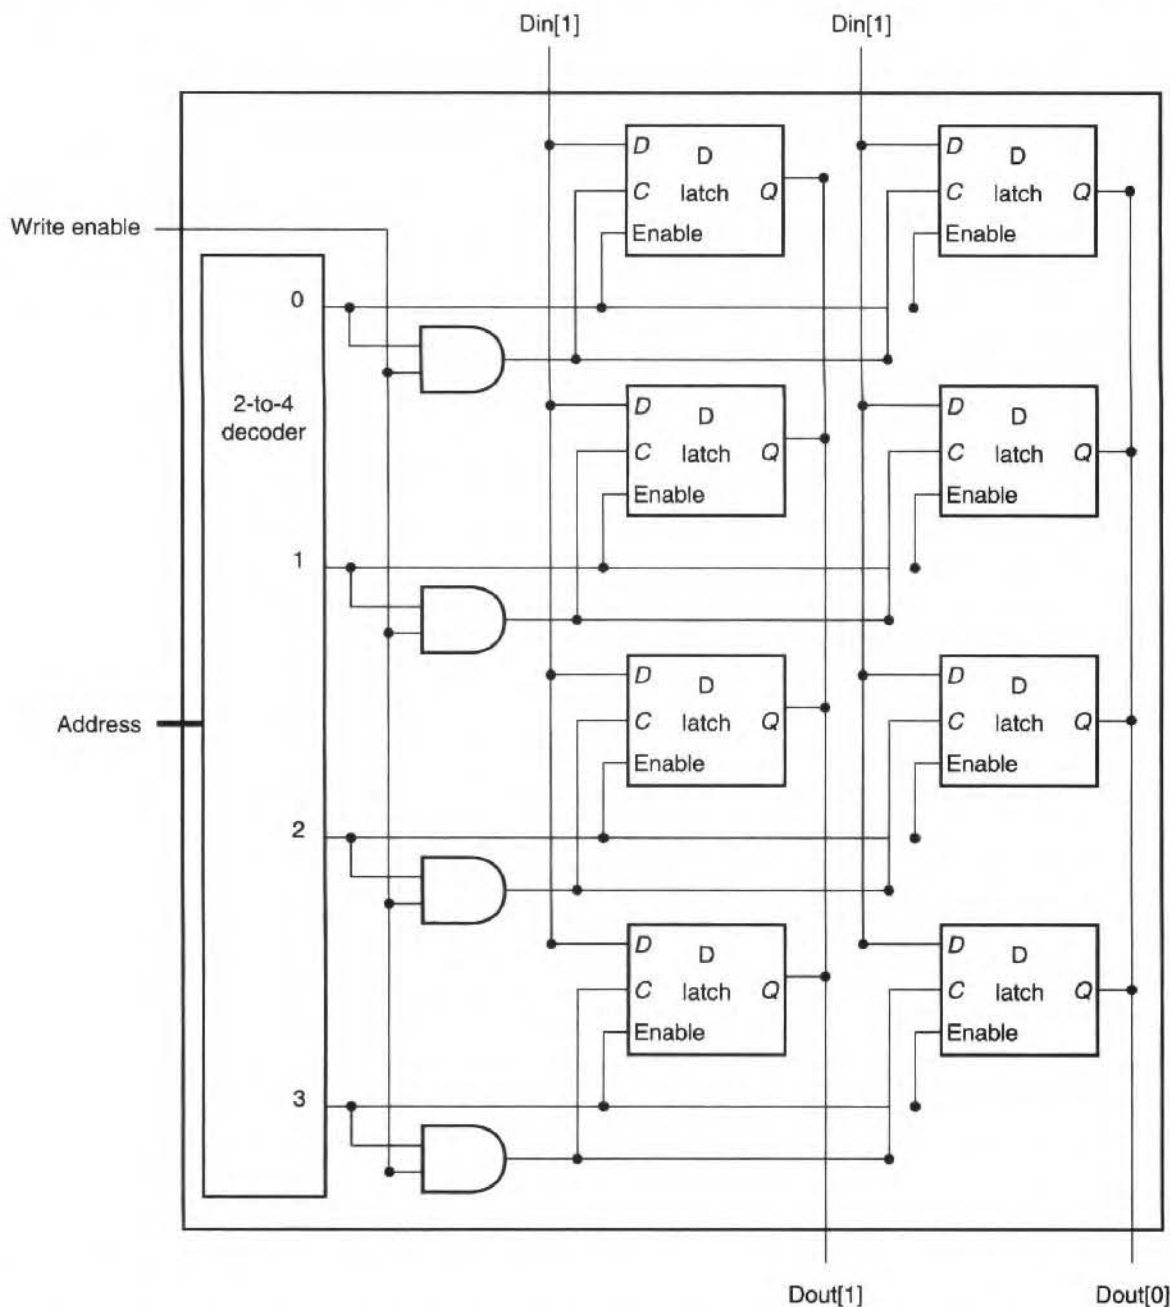 Din[1] Din[1]
D D
D latch Q
C
Enable
D D
D latch Q
C
Enable
Write enable
0
2-to-4
decoder
D D
latch Q
C
Enable
D D
latch Q
C
Enable
1
D D
latch Q
C
Enable
D D
latch Q
C
Enable
Address
2
D D
latch Q
C
Enable
D D
latch Q
C
Enable
3
Dout[1] Dout[0]